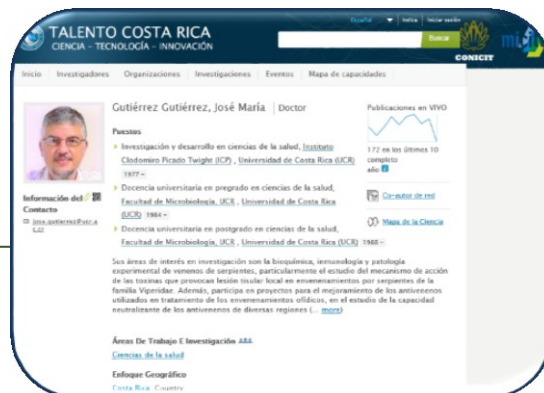 Español Indice Iniciar sesión
TALENTO COSTA RICA
CIENCIA – TECNOLOGÍA – INNOVACIÓN
Buscar
CONICIT
Inicio Investigadores Organizaciones Investigaciones Eventos Mapa de capacidades
Gutiérrez Gutiérrez, José María | Doctor
Puestos
Investigación y desarrollo en ciencias de la salud, Instituto
Clodomiro Picado Twight (ICP) , Universidad de Costa Rica (UCR)
1977 -
Docencia universitaria en pregrado en ciencias de la salud,
Facultad de Microbiología, UCR , Universidad de Costa Rica
(UCR) 1984 -
Docencia universitaria en postgrado en ciencias de la salud,
Facultad de Microbiología, UCR , Universidad de Costa Rica (UCR) 1988 -
Publicaciones en VIVO
172 en los últimos 10
completo
año
Co-autor de red
Mapa de la Ciencia
Información del
Contacto
Sus áreas de interés en investigación son la bioquímica, inmunología y patología
experimental de venenos de serpientes, particularmente el estudio del mecanismo de acción
de las toxinas que provocan lesión tisular local en envenenamientos por serpientes de la
familia Viperidae. Además, participa en proyectos para el mejoramiento de los antivenenos
utilizados en tratamiento de los envenenamientos ofídicos, en el estudio de la capacidad
neutralizante de los antivenenos de diversas regiones (... more)
Áreas De Trabajo E Investigación
Ciencias de la salud
Enfoque Geográfico
Costa Rica, Country